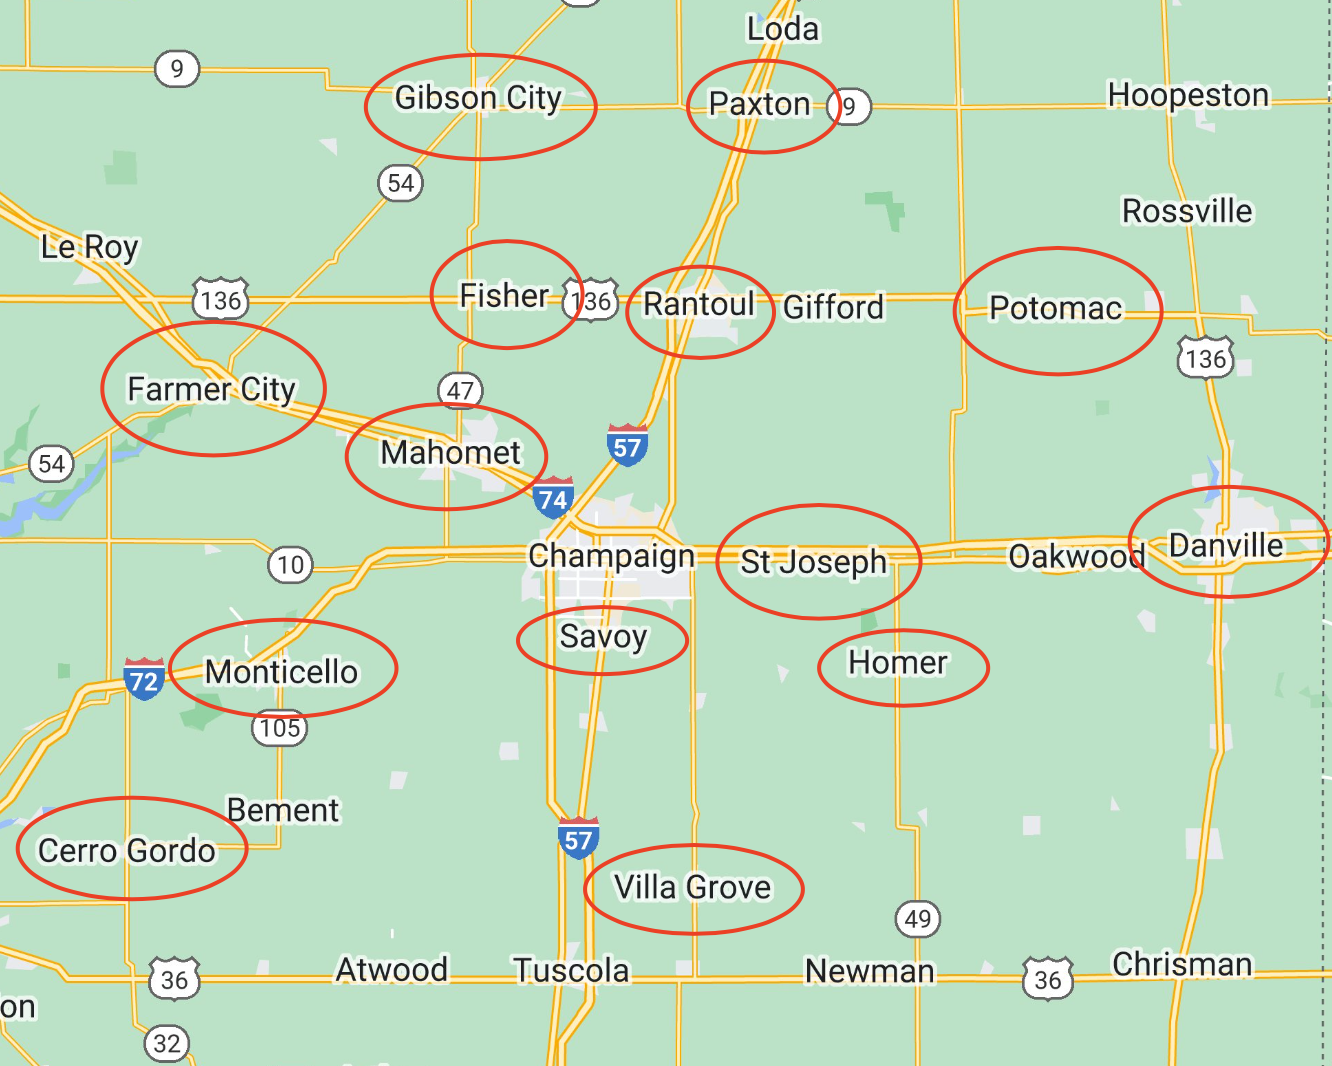 Loda
9
Gibson City
Paxton
9
Hoopeston
54
Rossville
Le Roy
136
Fisher
136
Rantoul
Gifford
Potomac
136
Farmer City
47
Mahomet
57
54
74
Champaign
St Joseph
Oakwood
Danville
10
Savoy
Homer
Monticello
72
105
Bement
57
Cerro Gordo
Villa Grove
49
Atwood
Tuscola
Newman
Chrisman
36
36
on
32